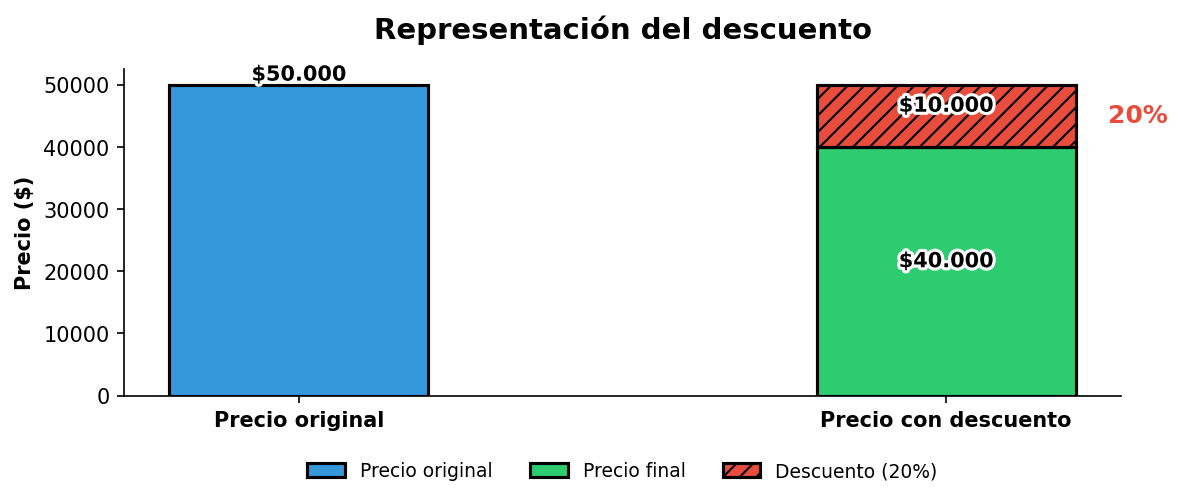 Representación del descuento
Precio ($)
50000
40000
30000
20000
10000
0
$50.000
$10.000
$40.000
20%
Precio original
Precio con descuento
Precio original
Precio final
Descuento (20%)